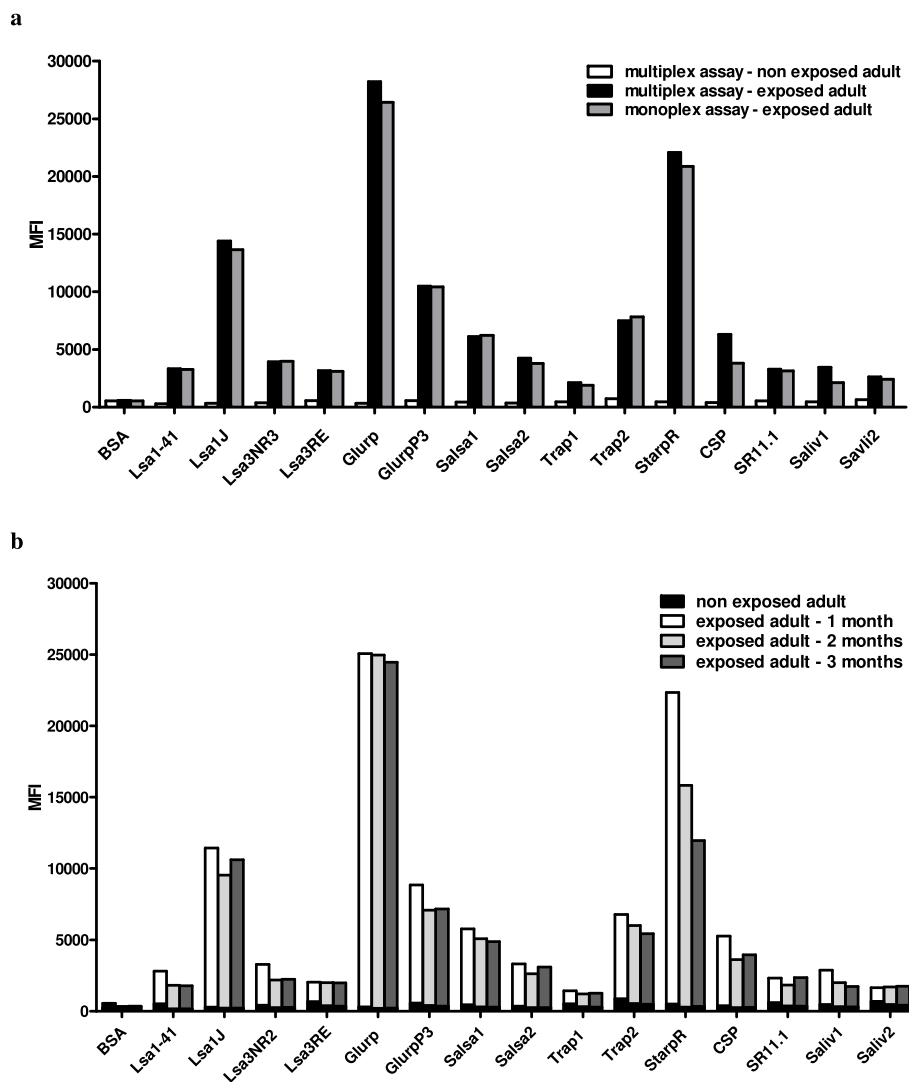 a
30000
25000
20000
15000
10000
5000
0
MFI
multiplex assay - non exposed adult
multiplex assay - exposed adult
monoplex assay - exposed adult
BSA
Lsa1-41
Lsa1J
Lsa3NR3
Lsa3RE
Glurp
GlurpP3
Salsa1
Salsa2
Trap1
Trap2
StarpR
CSP
SR11.1
Saliv1
Savli2
b
30000
25000
20000
15000
10000
5000
0
MFI
non exposed adult
exposed adult - 1 month
exposed adult - 2 months
exposed adult - 3 months
BSA
Lsa1-41
Lsa1J
Lsa3NR2
Lsa3RE
Glurp
GlurpP3
Salsa1
Salsa2
Trap1
Trap2
StarpR
CSP
SR11.1
Saliv1
Saliv2